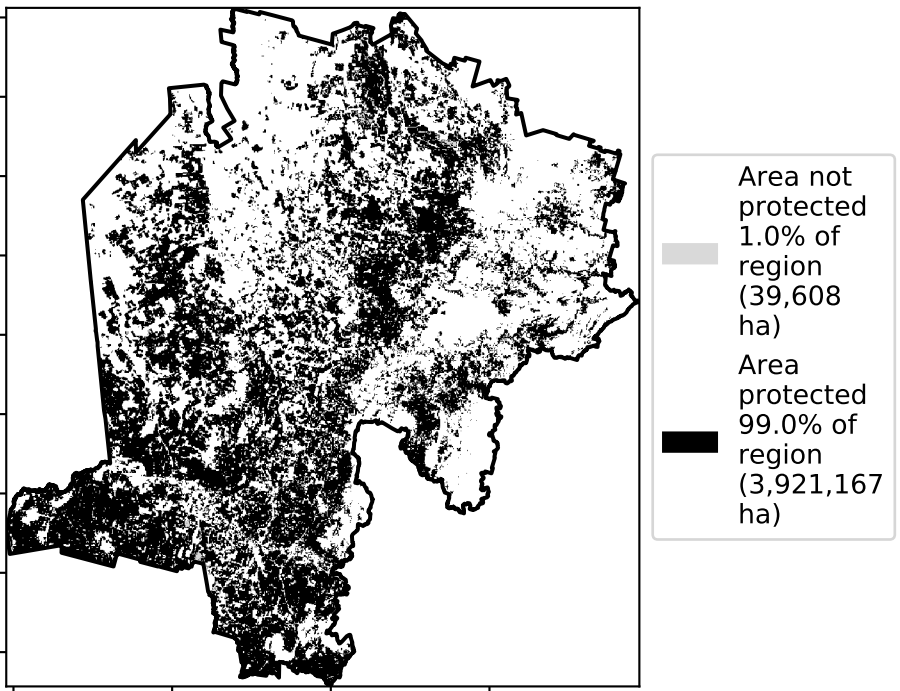 Area not
protected
1.0% of
region
(39,608
ha)
Area
protected
99.0% of
region
(3,921,167
ha)